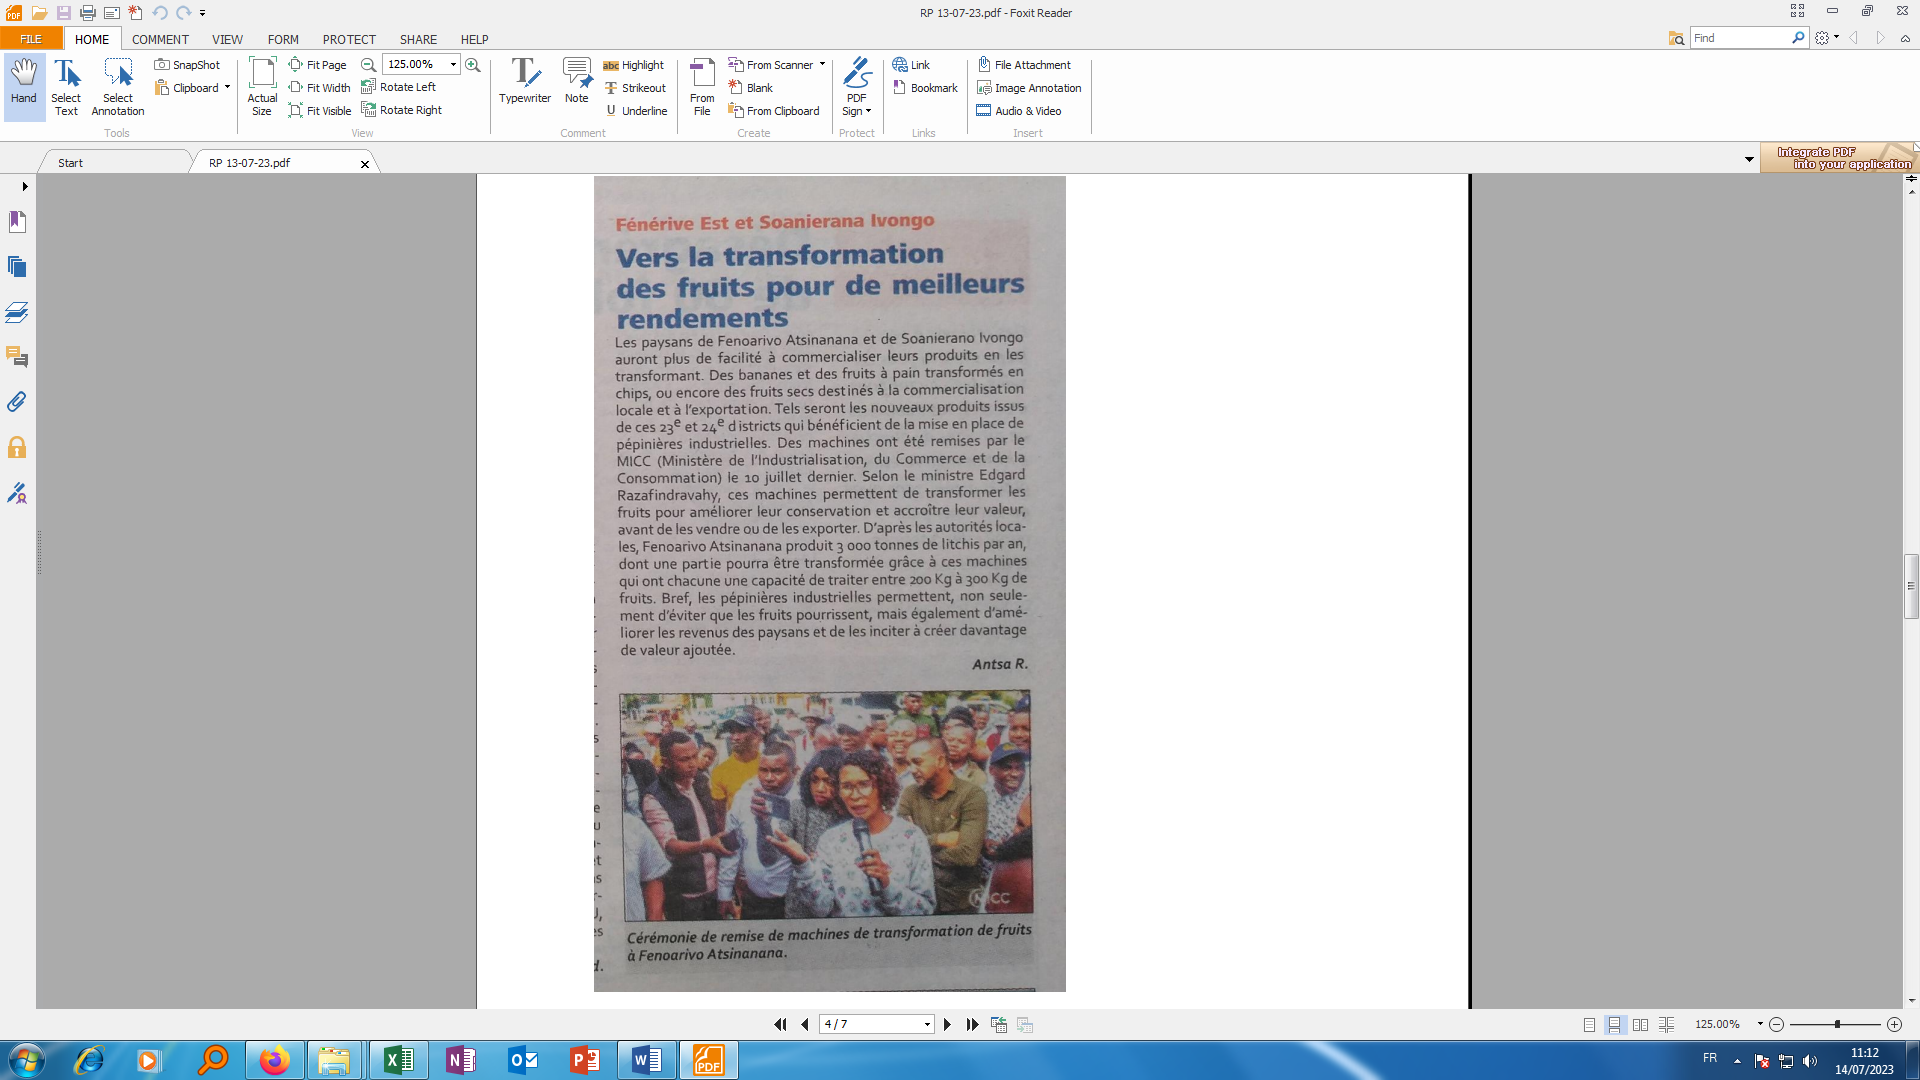 RP 13-07-23.pdf - Foxit Reader
FILE
HOME
COMMENT
VIEW
FORM
PROTECT
SHARE
HELP
Find
Hand
Select Text
Select Annotation
SnapShot
Clipboard
Tools
Actual Size
Fit Page
Fit Width
Fit Visible
125.00%
Rotate Left
Rotate Right
View
Typewriter
Note
Highlight
Strikeout
Underline
Comment
From File
From Scanner
Blank
From Clipboard
Create
PDF Sign
Protect
Link
Bookmark
Links
File Attachment
Image Annotation
Audio & Video
Insert
Start
RP 13-07-23.pdf
Integrate PDF
into your application
Fénérive Est et Soanierana Ivongo
Vers la transformation
des fruits pour de meilleurs
rendements
Les paysans de Fenoarivo Atsinanana et de Soanierano Ivongo
auront plus de facilité à commercialiser leurs produits en les
transformant. Des bananes et des fruits à pain transformés en
chips, ou encore des fruits secs destinés à la commercialisation
locale et à l'exportation. Tels seront les nouveaux produits issus
de ces 23e et 24e districts qui bénéficient de la mise en place de
pépinières industrielles. Des machines ont été remises par le
MICC (Ministère de l'Industrialisation, du Commerce et de la
Consommation) le 10 juillet dernier. Selon le ministre Edgard
Razafindravahy, ces machines permettent de transformer les
fruits pour améliorer leur conservation et accroître leur valeur,
avant de les vendre ou de les exporter. D'après les autorités loca-
les, Fenoarivo Atsinanana produit 3 000 tonnes de litchis par an,
dont une partie pourra être transformée grâce à ces machines
qui ont chacune une capacité de traiter entre 200 Kg à 300 Kg de
fruits. Bref, les pépinières industrielles permettent, non seule-
ment d'éviter que les fruits pourrissent, mais également d'amé-
liorer les revenus des paysans et de les inciter à créer davantage
de valeur ajoutée.
Antsa R.
MICC
Cérémonie de remise de machines de transformation de fruits
à Fenoarivo Atsinanana.
4 / 7
125.00%
FR
11:12
14/07/2023